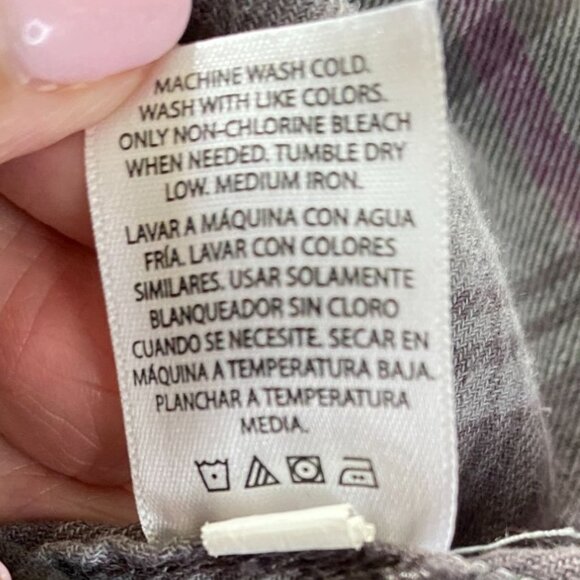 MACHINE WASH COLD.
WASH WITH LIKE COLORS.
ONLY NON-CHLORINE BLEACH
WHEN NEEDED. TUMBLE DRY
LOW. MEDIUM IRON.
LAVAR A MÁQUINA CON AGUA
FRÍA. LAVAR CON COLORES
SIMILARES. USAR SOLAMENTE
BLANQUEADOR SIN CLORO
CUANDO SE NECESITE. SECAR EN
MÁQUINA A TEMPERATURA BAJA.
PLANCHAR A TEMPERATURA
MEDIA.